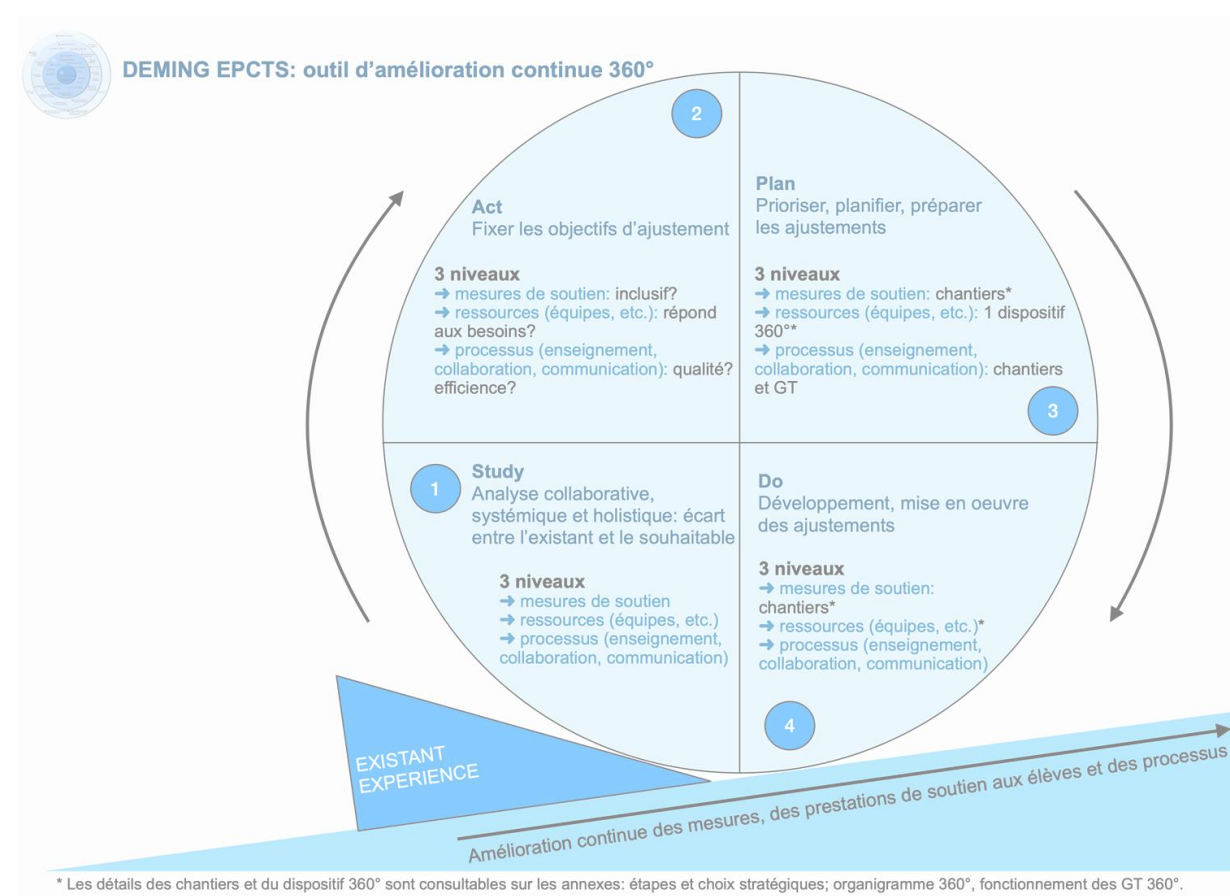 DEMING EPCTS: outil d'amélioration continue 360°
2
Act
Fixer les objectifs d'ajustement
3 niveaux
➜ mesures de soutien: inclusif?
➜ ressources (équipes, etc.): répond
aux besoins?
➜ processus (enseignement,
collaboration, communication): qualité?
efficience?
Plan
Prioriser, planifier, préparer
les ajustements
3 niveaux
➜ mesures de soutien: chantiers*
➜ ressources (équipes, etc.): 1 dispositif
360°*
➜ processus (enseignement,
collaboration, communication): chantiers
et GT
3
1
Study
Analyse collaborative,
systémique et holistique: écart
entre l'existant et le souhaitable
3 niveaux
➜ mesures de soutien
➜ ressources (équipes, etc.)
➜ processus (enseignement,
collaboration, communication)
Do
Développement, mise en oeuvre
des ajustements
3 niveaux
➜ mesures de soutien:
chantiers*
➜ ressources (équipes, etc.)*
➜ processus (enseignement,
collaboration, communication)
4
EXISTANT
EXPERIENCE
Amélioration continue des mesures, des prestations de soutien aux élèves et des processus
* Les détails des chantiers et du dispositif 360° sont consultables sur les annexes: étapes et choix stratégiques; organigramme 360°, fonctionnement des GT 360°.